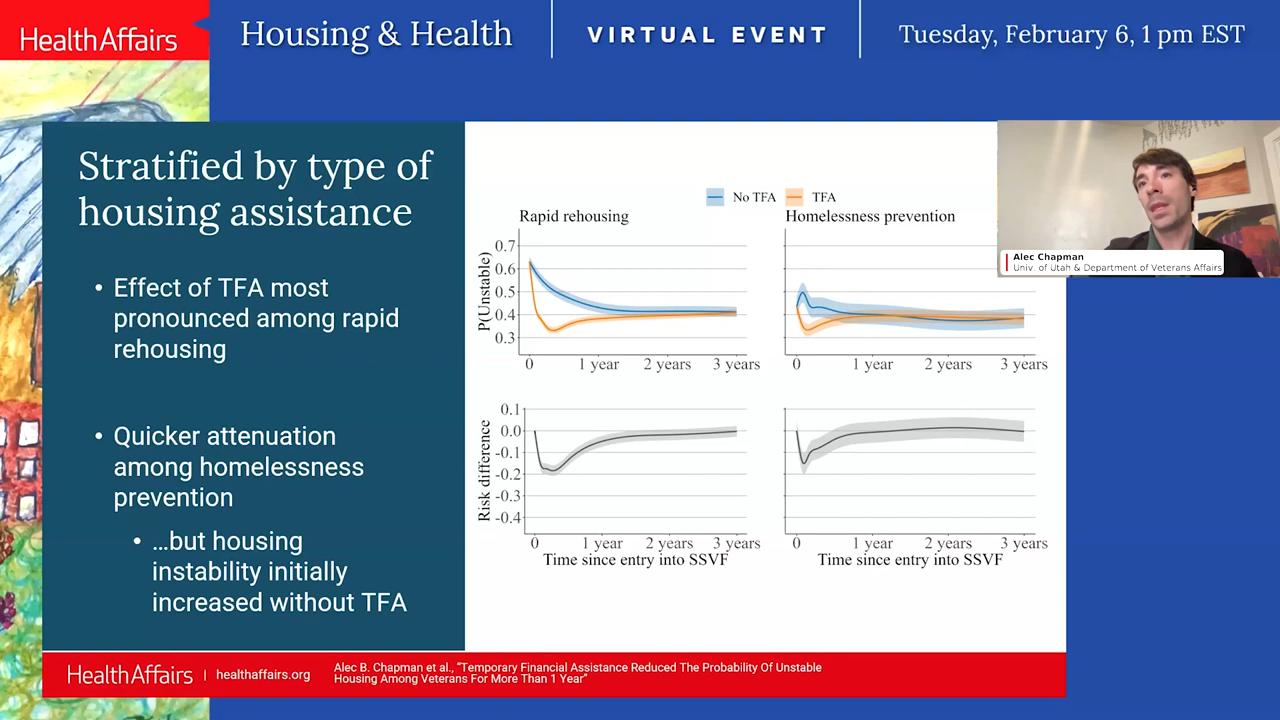 HealthAffairs
Housing & Health
VIRTUAL EVENT
Tuesday, February 6, 1 pm EST
Stratified by type of
housing assistance
• Effect of TFA most
pronounced among rapid
rehousing
• Quicker attenuation
among homelessness
prevention
• …but housing
instability initially
increased without TFA
No TFA
TFA
Rapid rehousing
Homelessness prevention
P(Unstable)
0.7
0.6
0.5
0.4
0.3
0
1 year
2 years
3 years
0
1 year
2 years
3 years
Risk difference
0.1
0.0
-0.1
-0.2
-0.3
-0.4
0
1 year
2 years
3 years
Time since entry into SSVF
0
1 year
2 years
3 years
Time since entry into SSVF
Alec Chapman
Univ. of Utah & Department of Veterans Affairs
HealthAffairs | healthaffairs.org
Alec B. Chapman et al., “Temporary Financial Assistance Reduced The Probability Of Unstable
Housing Among Veterans For More Than 1 Year”